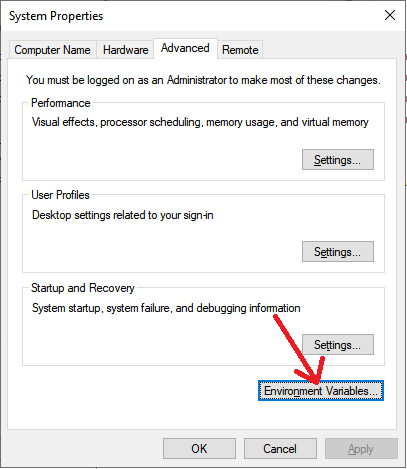 System Properties
Computer Name Hardware Advanced Remote
You must be logged on as an Administrator to make most of these changes.
Performance
Visual effects, processor scheduling, memory usage, and virtual memory
Settings...
User Profiles
Desktop settings related to your sign-in
Settings...
Startup and Recovery
System startup, system failure, and debugging information
Settings...
Environment Variables...
OK Cancel Apply